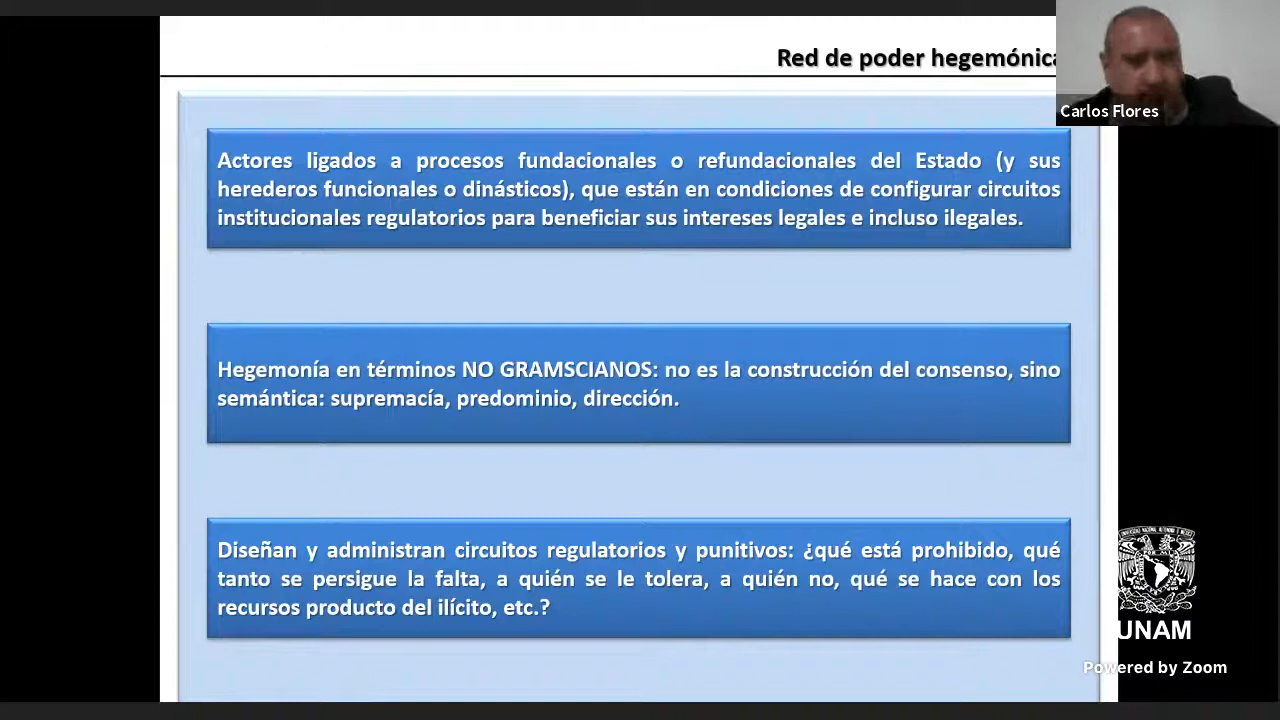 Red de poder hegemónica
Carlos Flores
Actores ligados a procesos fundacionales o refundacionales del Estado (y sus
herederos funcionales o dinásticos), que están en condiciones de configurar circuitos
institucionales regulatorios para beneficiar sus intereses legales e incluso ilegales.
Hegemonía en términos NO GRAMSCIANOS: no es la construcción del consenso, sino
semántica: supremacía, predominio, dirección.
Diseñan y administran circuitos regulatorios y punitivos: ¿qué está prohibido, qué
tanto se persigue la falta, a quién se le tolera, a quién no, qué se hace con los
recursos producto del ilícito, etc.?
UNAM
Powered by Zoom